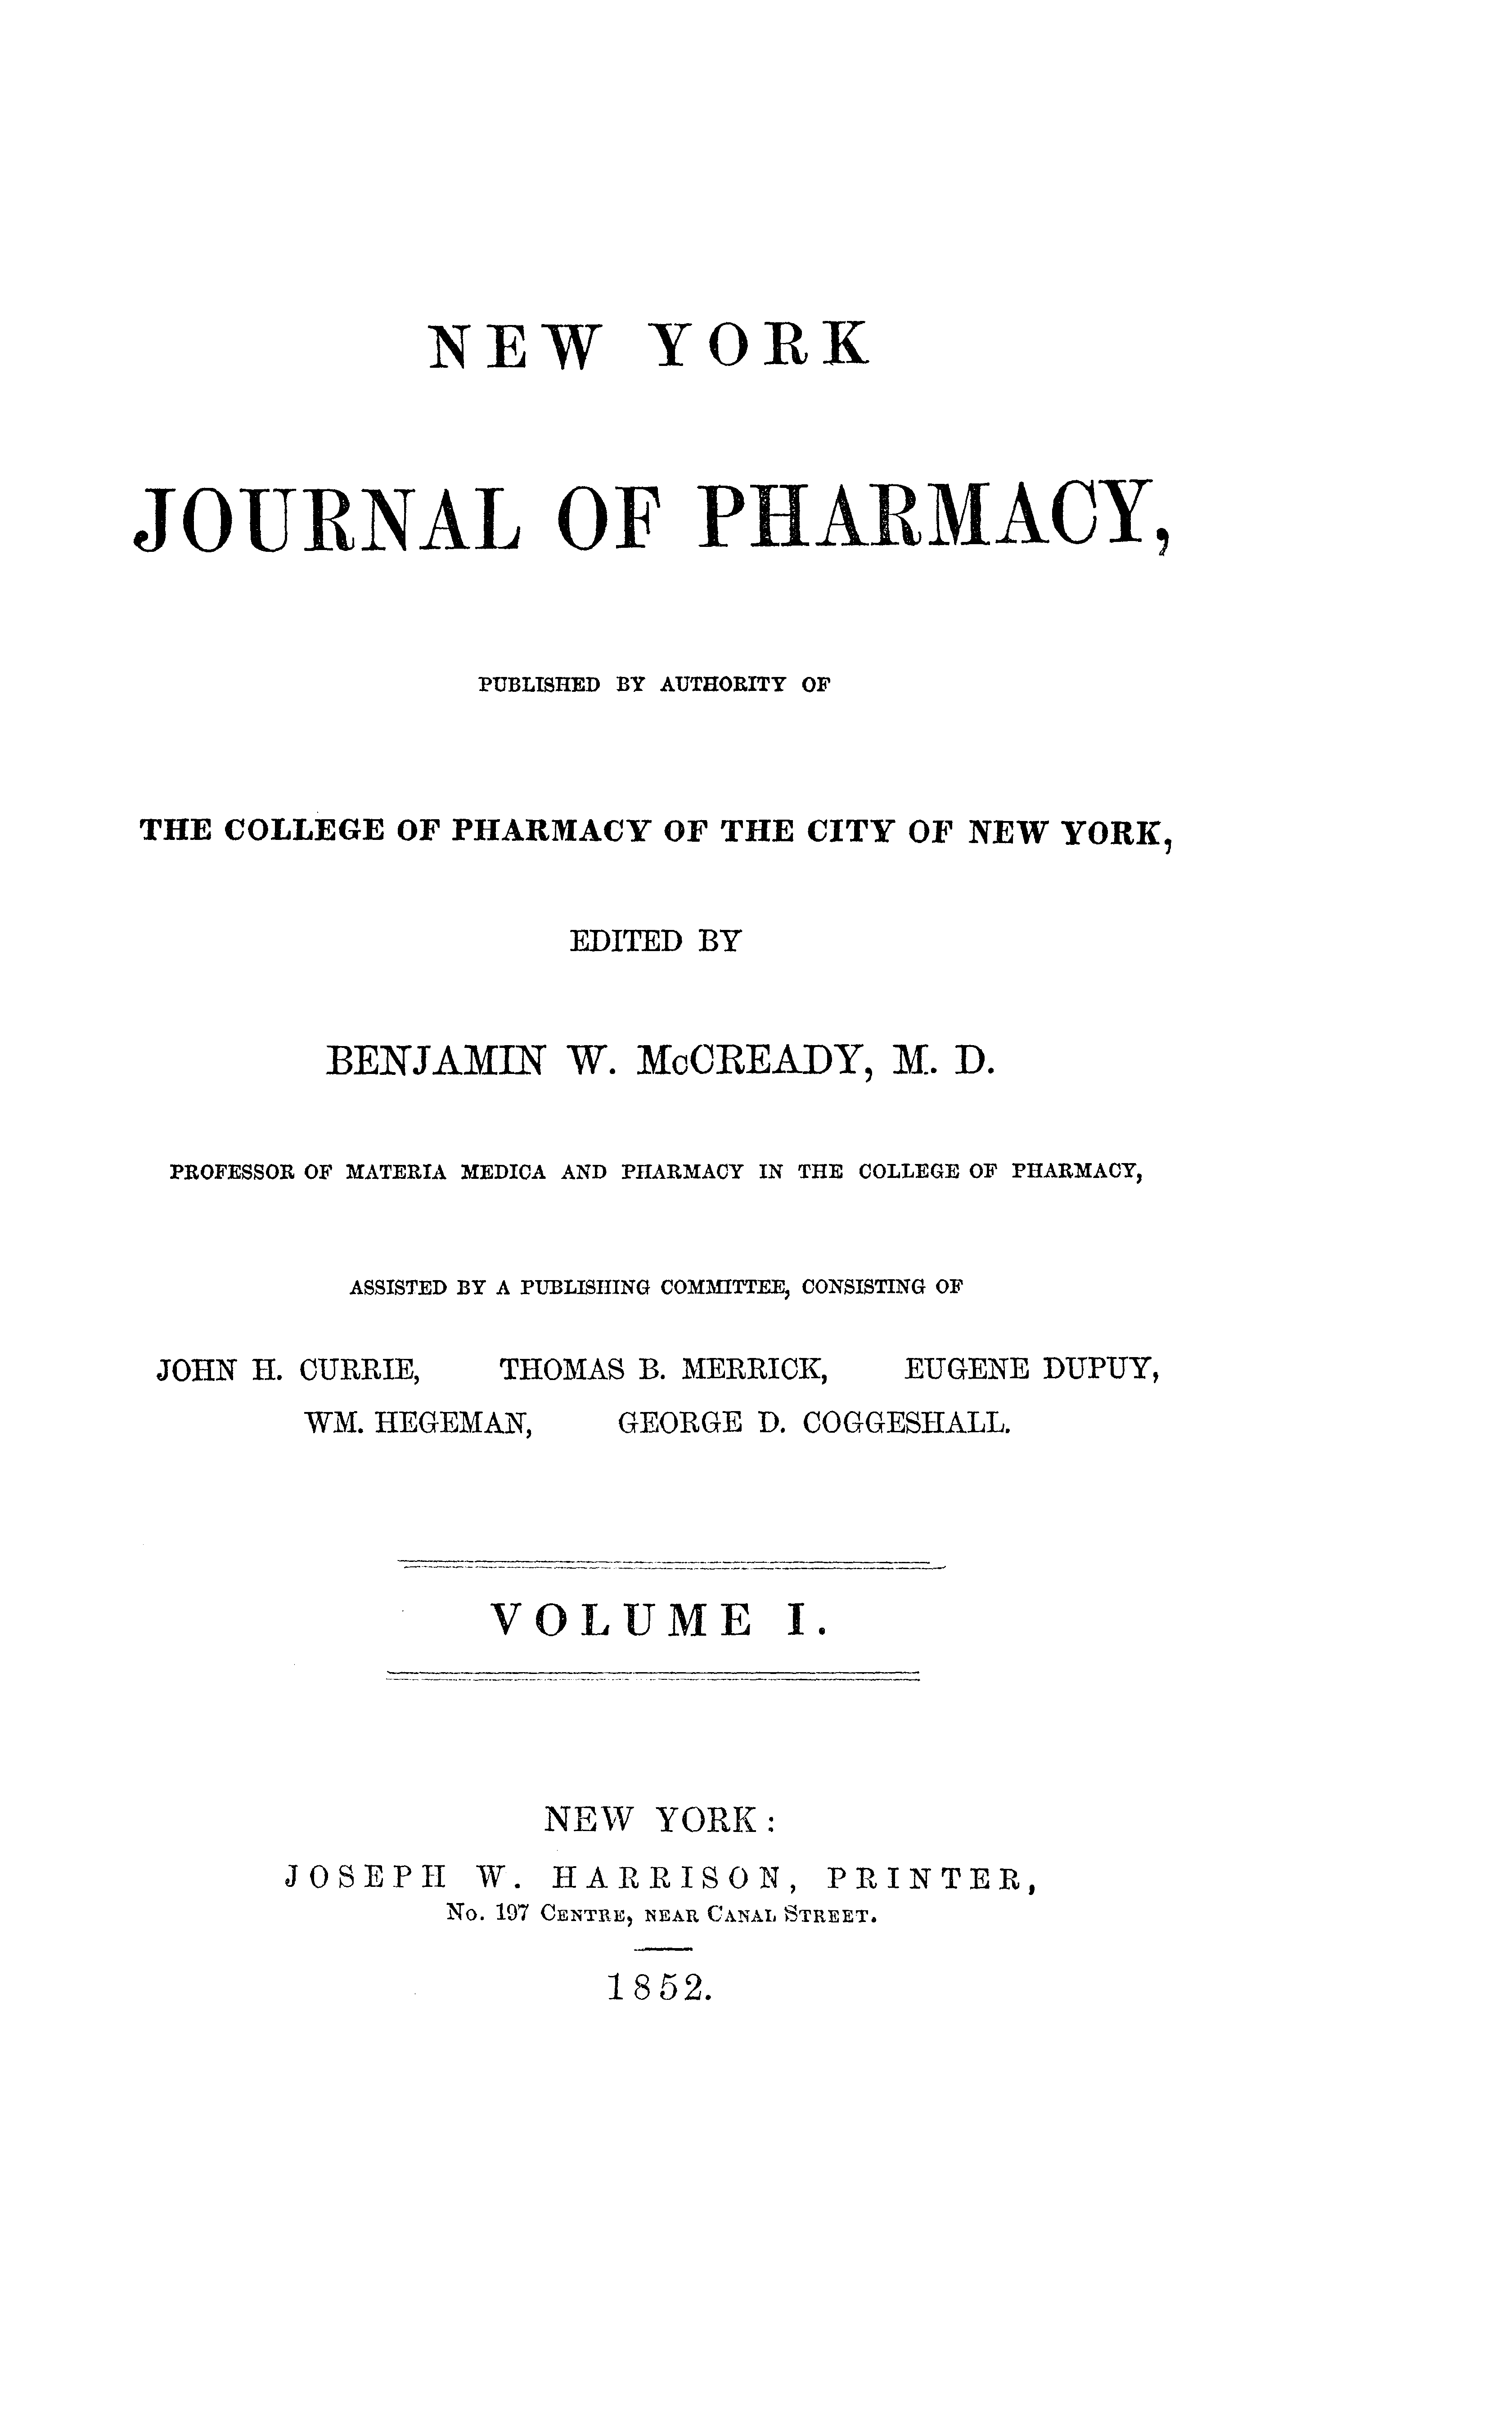 NEW YORK
JOURNAL OF PHARMACY,
PUBLISHED BY AUTHORITY OF
THE COLLEGE OF PHARMACY OF THE CITY OF NEW YORK,
EDITED BY
BENJAMIN W. McCREADY, M. D.
PROFESSOR OF MATERIA MEDICA AND PHARMACY IN THE COLLEGE OF PHARMACY,
ASSISTED BY A PUBLISHING COMMITTEE, CONSISTING OF
JOHN H. CURRIE, THOMAS B. MERRICK, EUGENE DUPUY,
WM. HEGEMAN, GEORGE D. COGGESHALL.
VOLUME I.
NEW YORK:
JOSEPH W. HARRISON, PRINTER,
No. 197 CENTRE, NEAR CANAL STREET.
1852.